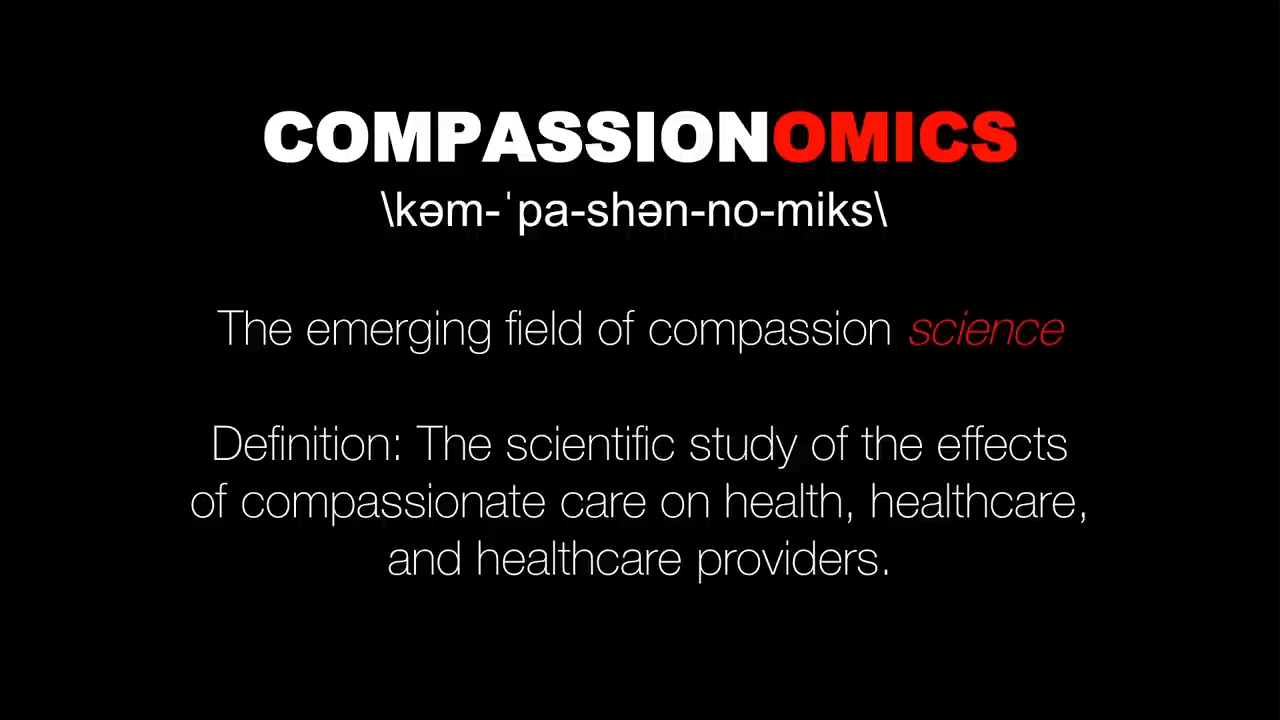 COMPASSIONOMICS
\kəm-ˈpa-shən-no-miks\
The emerging field of compassion science
Definition: The scientific study of the effects
of compassionate care on health, healthcare,
and healthcare providers.